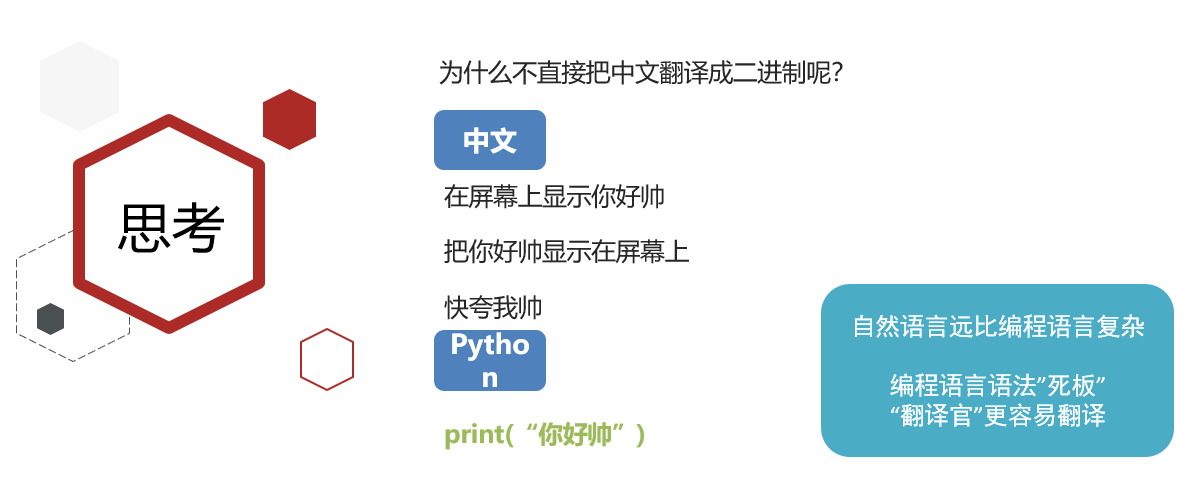 思考
为什么不直接把中文翻译成二进制呢?
中文
在屏幕上显示你好帅
把你好帅显示在屏幕上
快夸我帅
Pytho
n
print(“你好帅”)
自然语言远比编程语言复杂
编程语言语法”死板”
“翻译官”更容易翻译